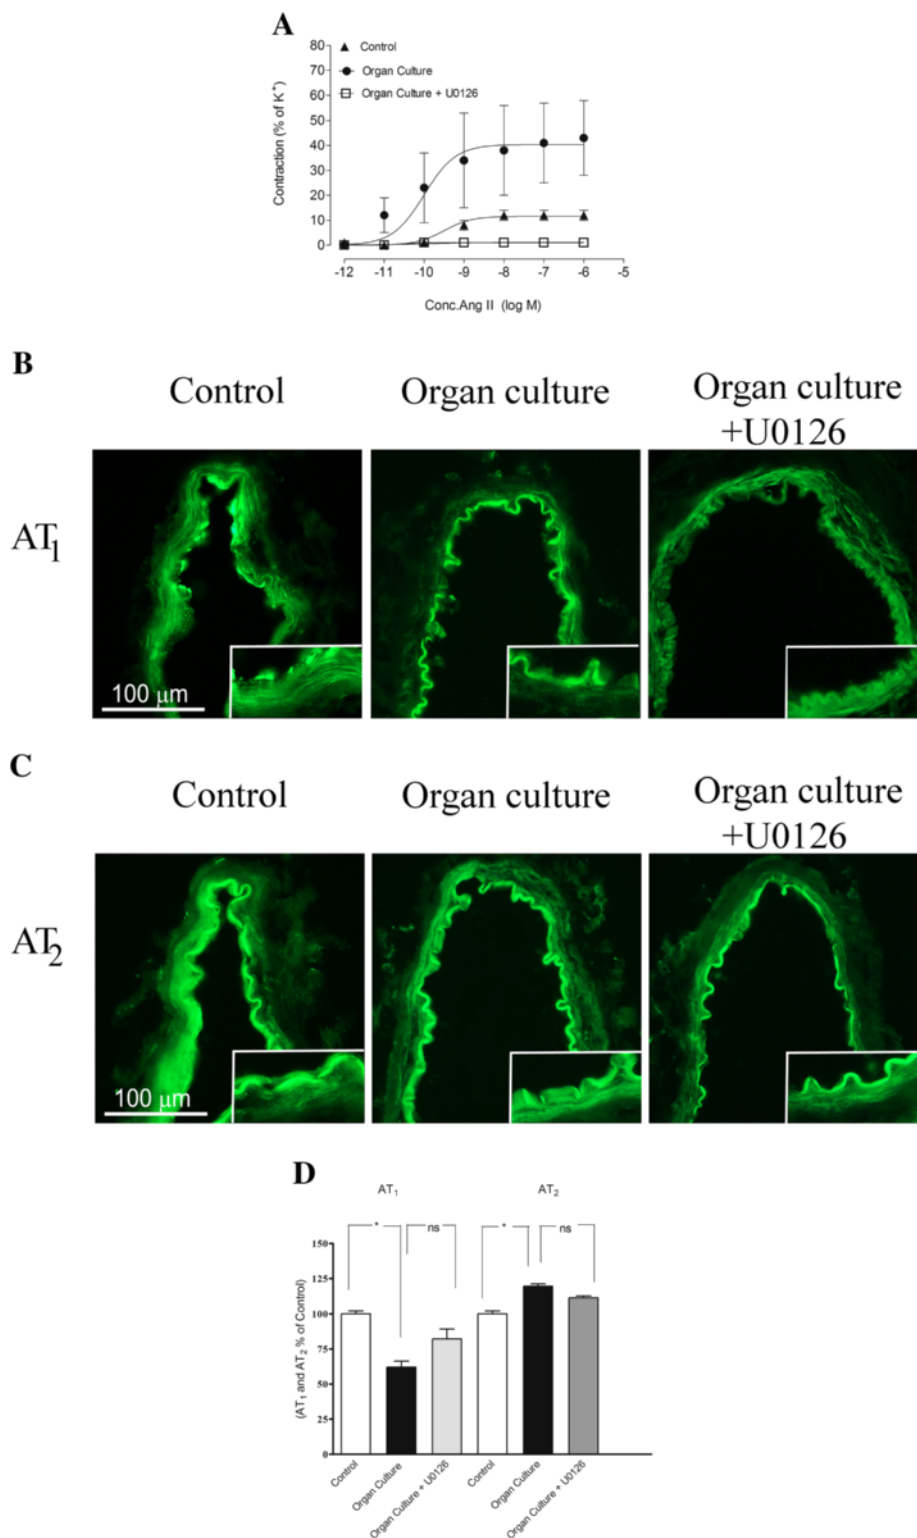 A
80
70
60
50
40
30
20
10
0
Contraction (% of K⁺)
Control
Organ Culture
Organ Culture + U0126
-12 -11 -10 -9 -8 -7 -6 -5
Conc.Ang II (log M)
B
Control
Organ culture
Organ culture
+U0126
AT₁
100 µm
C
Control
Organ culture
Organ culture
+U0126
AT₂
100 µm
D
AT₁ AT₂
* ns * ns
150
125
100
75
50
25
0
(AT₁ and AT₂ % of Control)
Control
Organ Culture
Organ Culture + U0126
Control
Organ Culture
Organ Culture + U0126